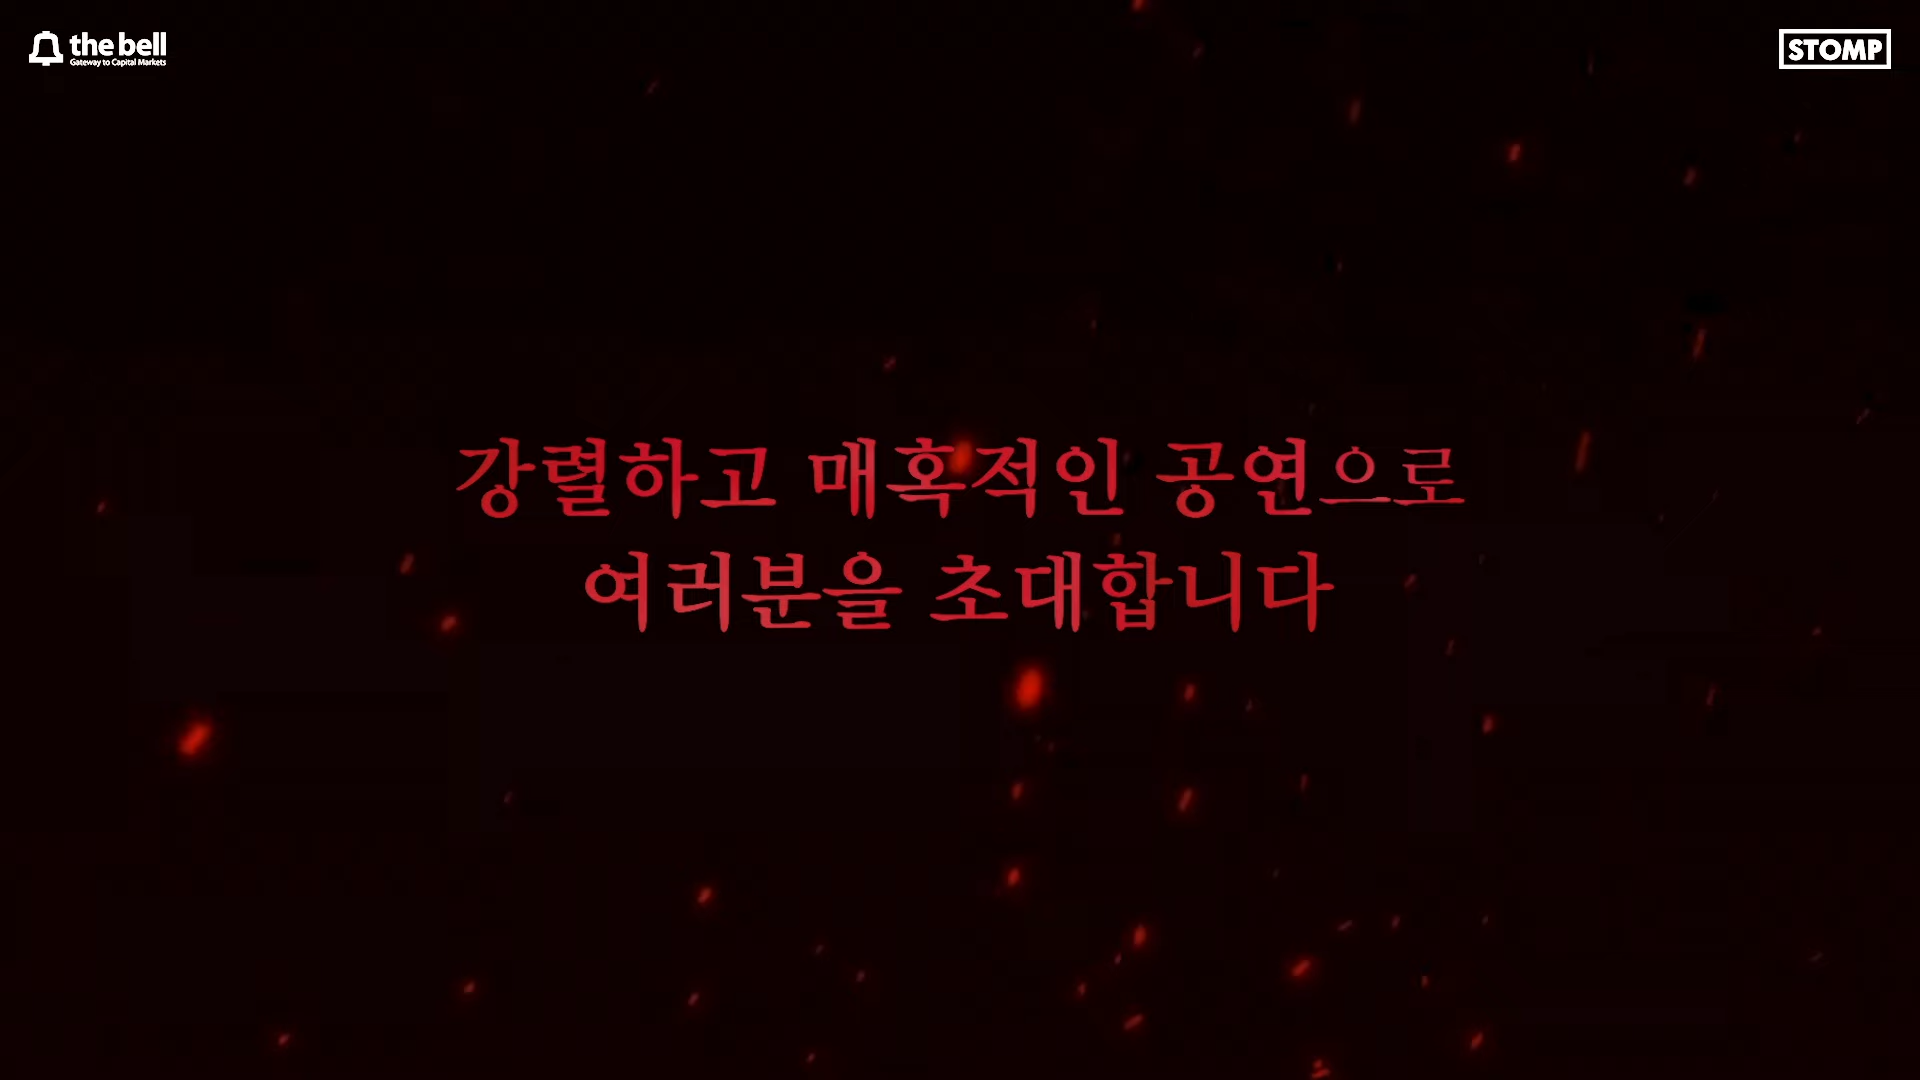 the bell
Gateway to Capital Markets
STOMP
강렬하고 매혹적인 공연으로
여러분을 초대합니다